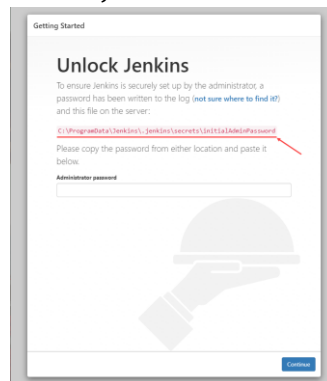 Getting Started
Unlock Jenkins
To ensure Jenkins is securely set up by the administrator, a
password has been written to the log (not sure where to find it?)
and this file on the server:
C:\ProgramData\Jenkins\.jenkins\secrets\initialAdminPassword
Please copy the password from either location and paste it
below.
Administrator password
Continue